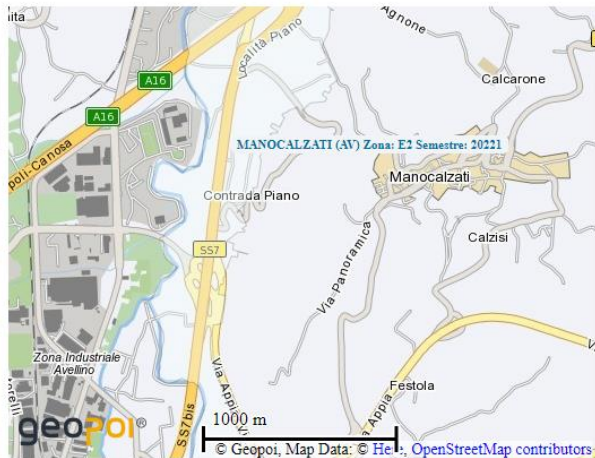 Agnone
Località Piano
Calcarone
A16
A16
MANOCALZATI (AV) Zona: E2 Semestre: 20221
poli-Canosa
Manocalzati
Contrada Piano
Calzisi
SS7
Via Panoramica
Zona Industriale
Avellino
Via Appia
Festola
Via Appia
SS7bis
1000 m
geopoi®
© Geopoi, Map Data: © Here, OpenStreetMap contributors